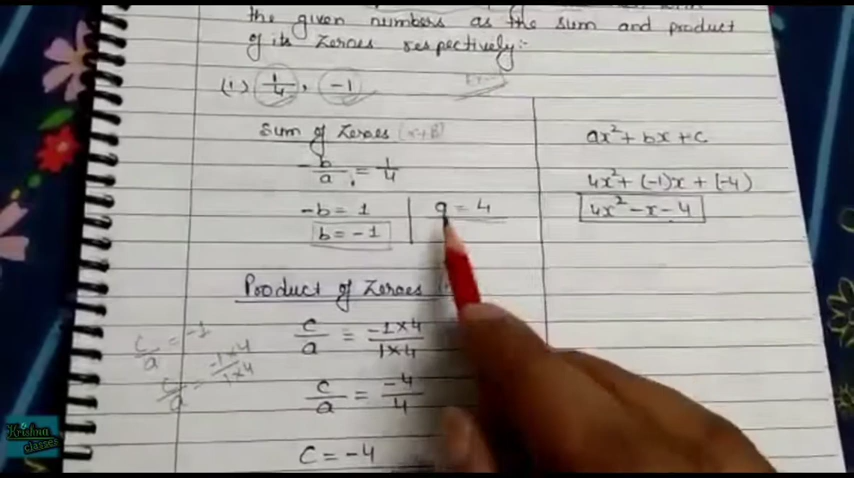 the given numbers as the sum and product
of its zeroes respectively:-
(i) 1/4, -1
Sum of Zeroes (α+β)
-b/a = 1/4
-b = 1
b = -1
a = 4
Product of Zeroes
c/a = -1×4/1×4
c/a = -4/4
C = -4
c/a = -1
c/a = -1×4/1×4
ax²+bx+c
4x²+(-1)x+(-4)
4x²-x-4
Krishna
classes